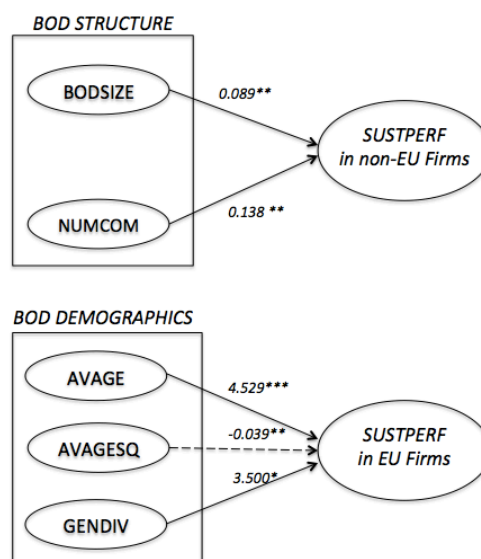 BOD STRUCTURE
BODSIZE
0.089**
SUSTPERF
in non-EU Firms
NUMCOM
0.138 **
BOD DEMOGRAPHICS
AVAGE
4.529***
AVAGESQ
-0.039**
SUSTPERF
in EU Firms
3.500*
GENDIV